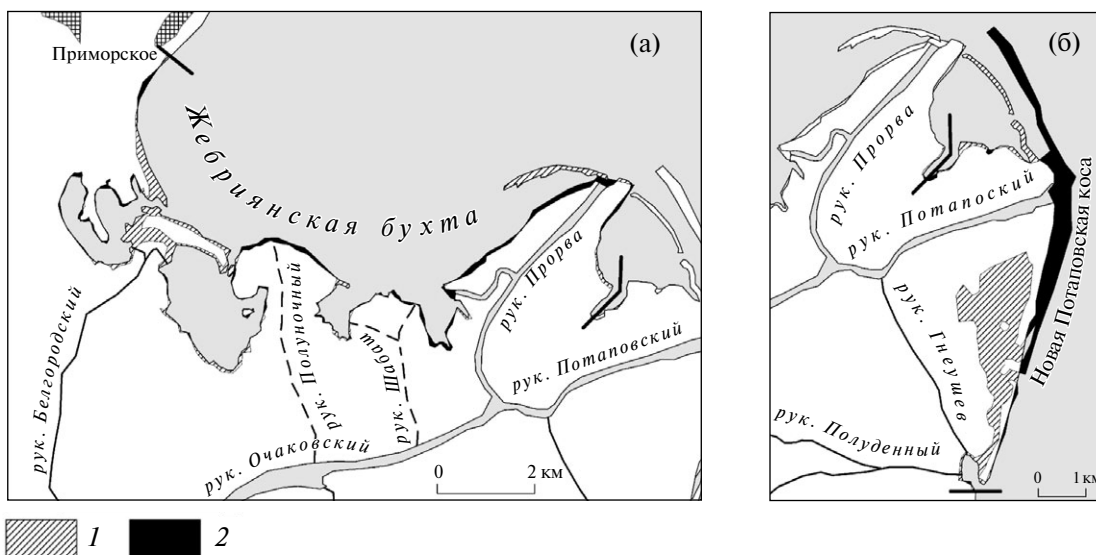 (а)
Приморское
Жебриянская бухта
рук. Белгородский
рук. Полуночный
рук. Шабаш
рук. Прорва
рук. Потаповский
рук. Очаковский
0 2 км
(б)
рук. Прорва
рук. Потапоский
Новая Потаповская коса
рук. Гнеушев
рук. Полуденный
0 1 км
1 2